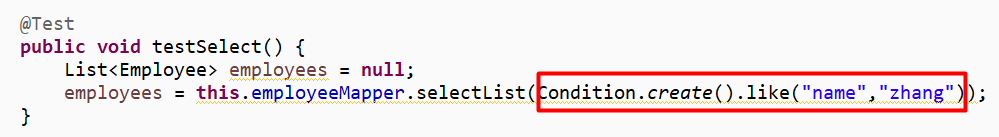 @Test
public void testSelect() {
    List<Employee> employees = null;
    employees = this.employeeMapper.selectList(Condition.create().like("name","zhang"));
}